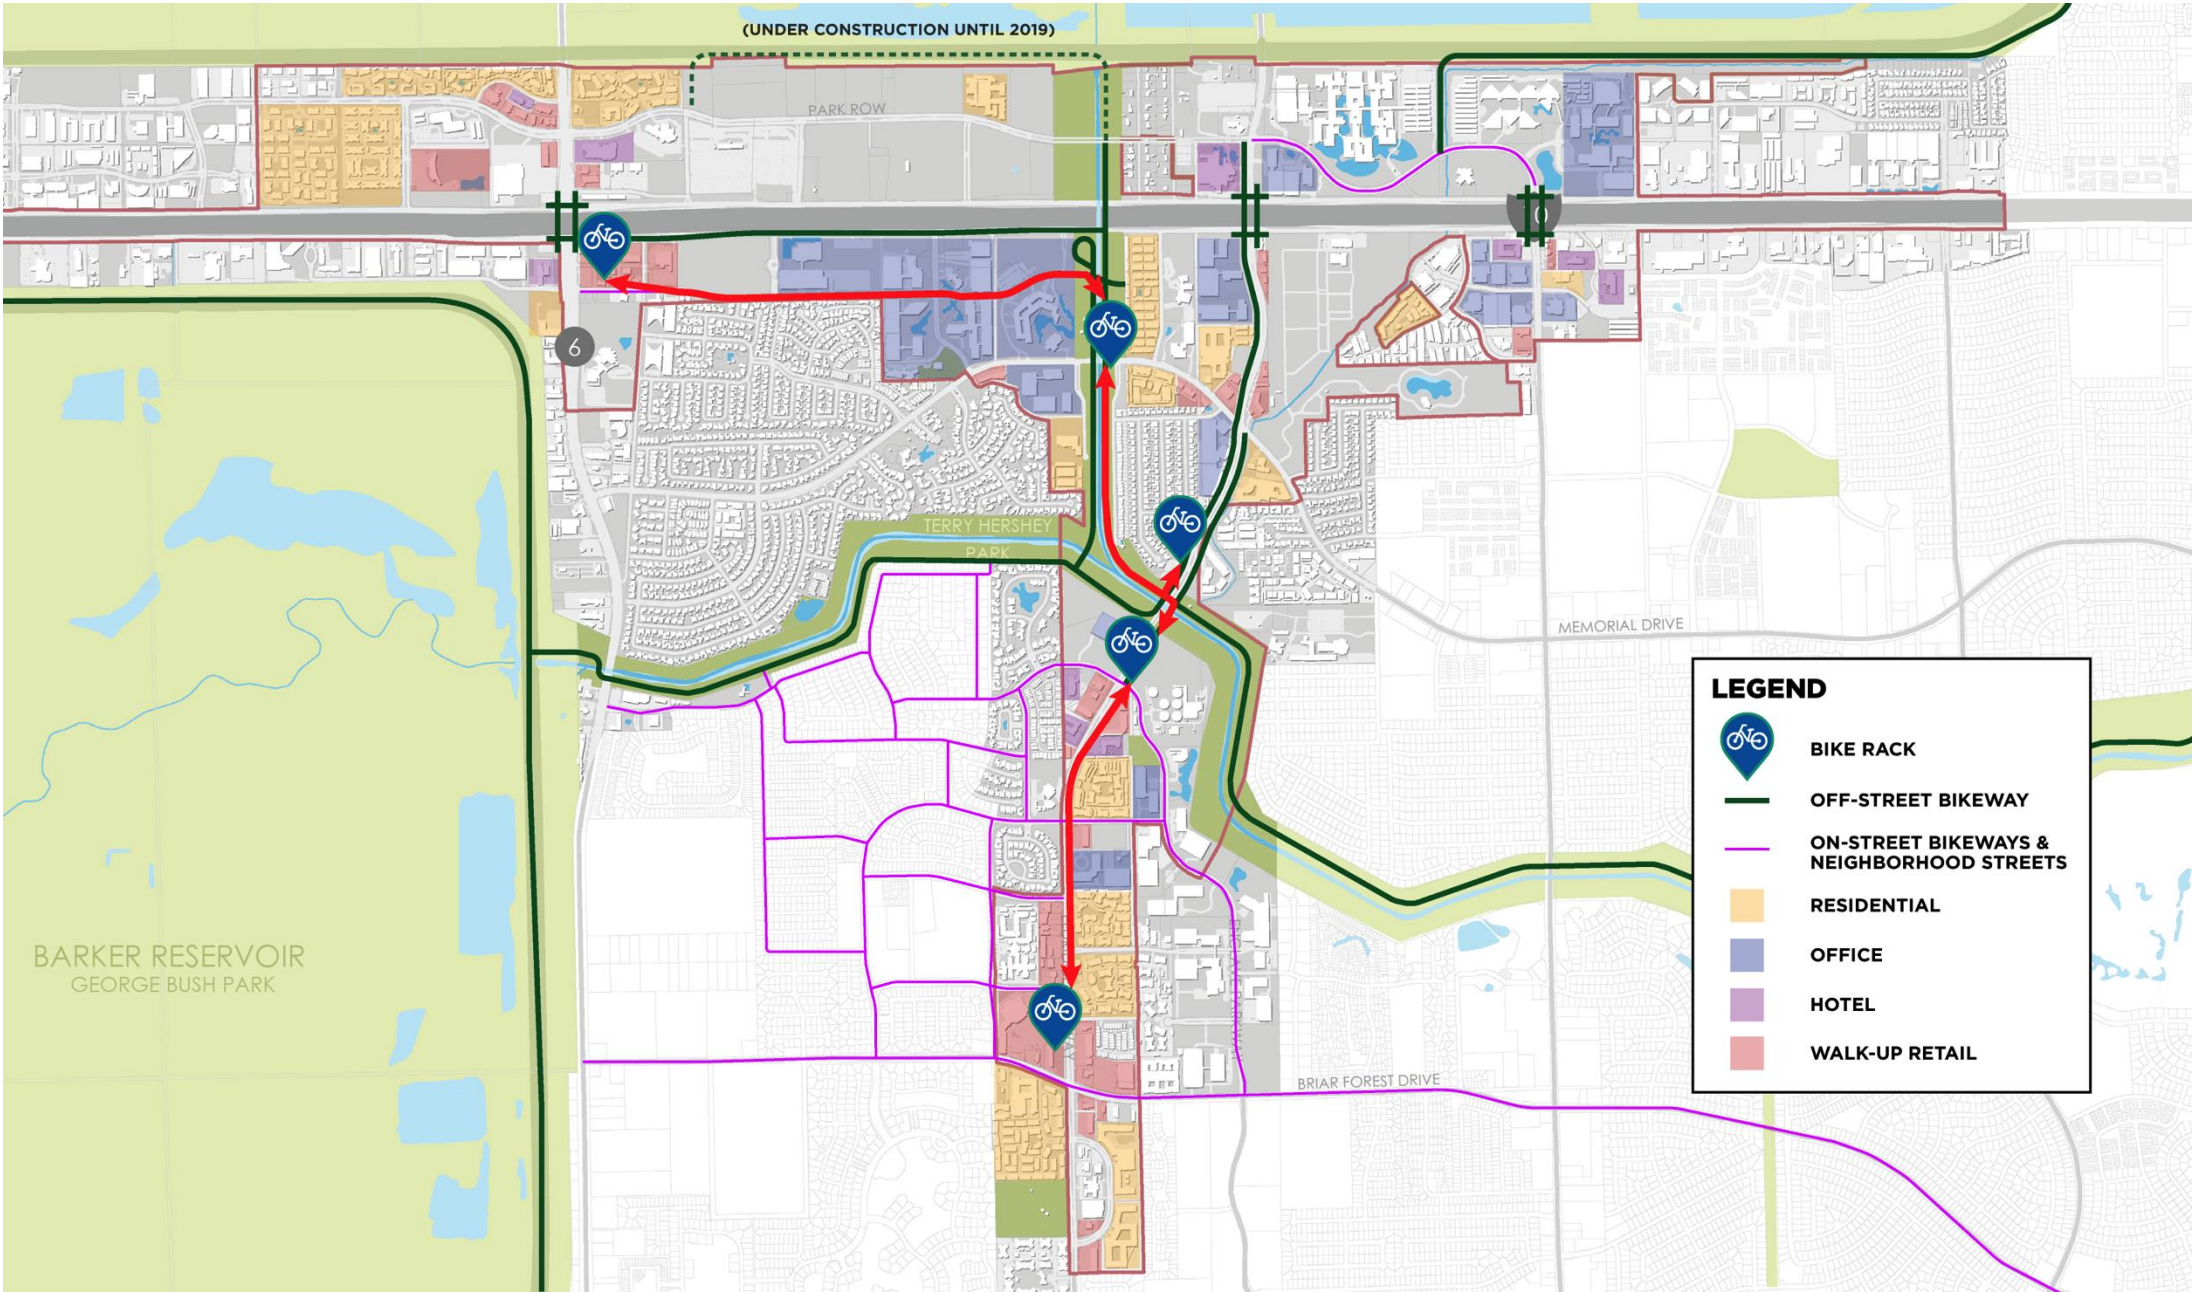 (UNDER CONSTRUCTION UNTIL 2019)
PARK ROW
6
TERRY HERSHEY
PARK
MEMORIAL DRIVE
BARKER RESERVOIR
GEORGE BUSH PARK
BRIAR FOREST DRIVE
LEGEND
BIKE RACK
OFF-STREET BIKEWAY
ON-STREET BIKEWAYS &
NEIGHBORHOOD STREETS
RESIDENTIAL
OFFICE
HOTEL
WALK-UP RETAIL